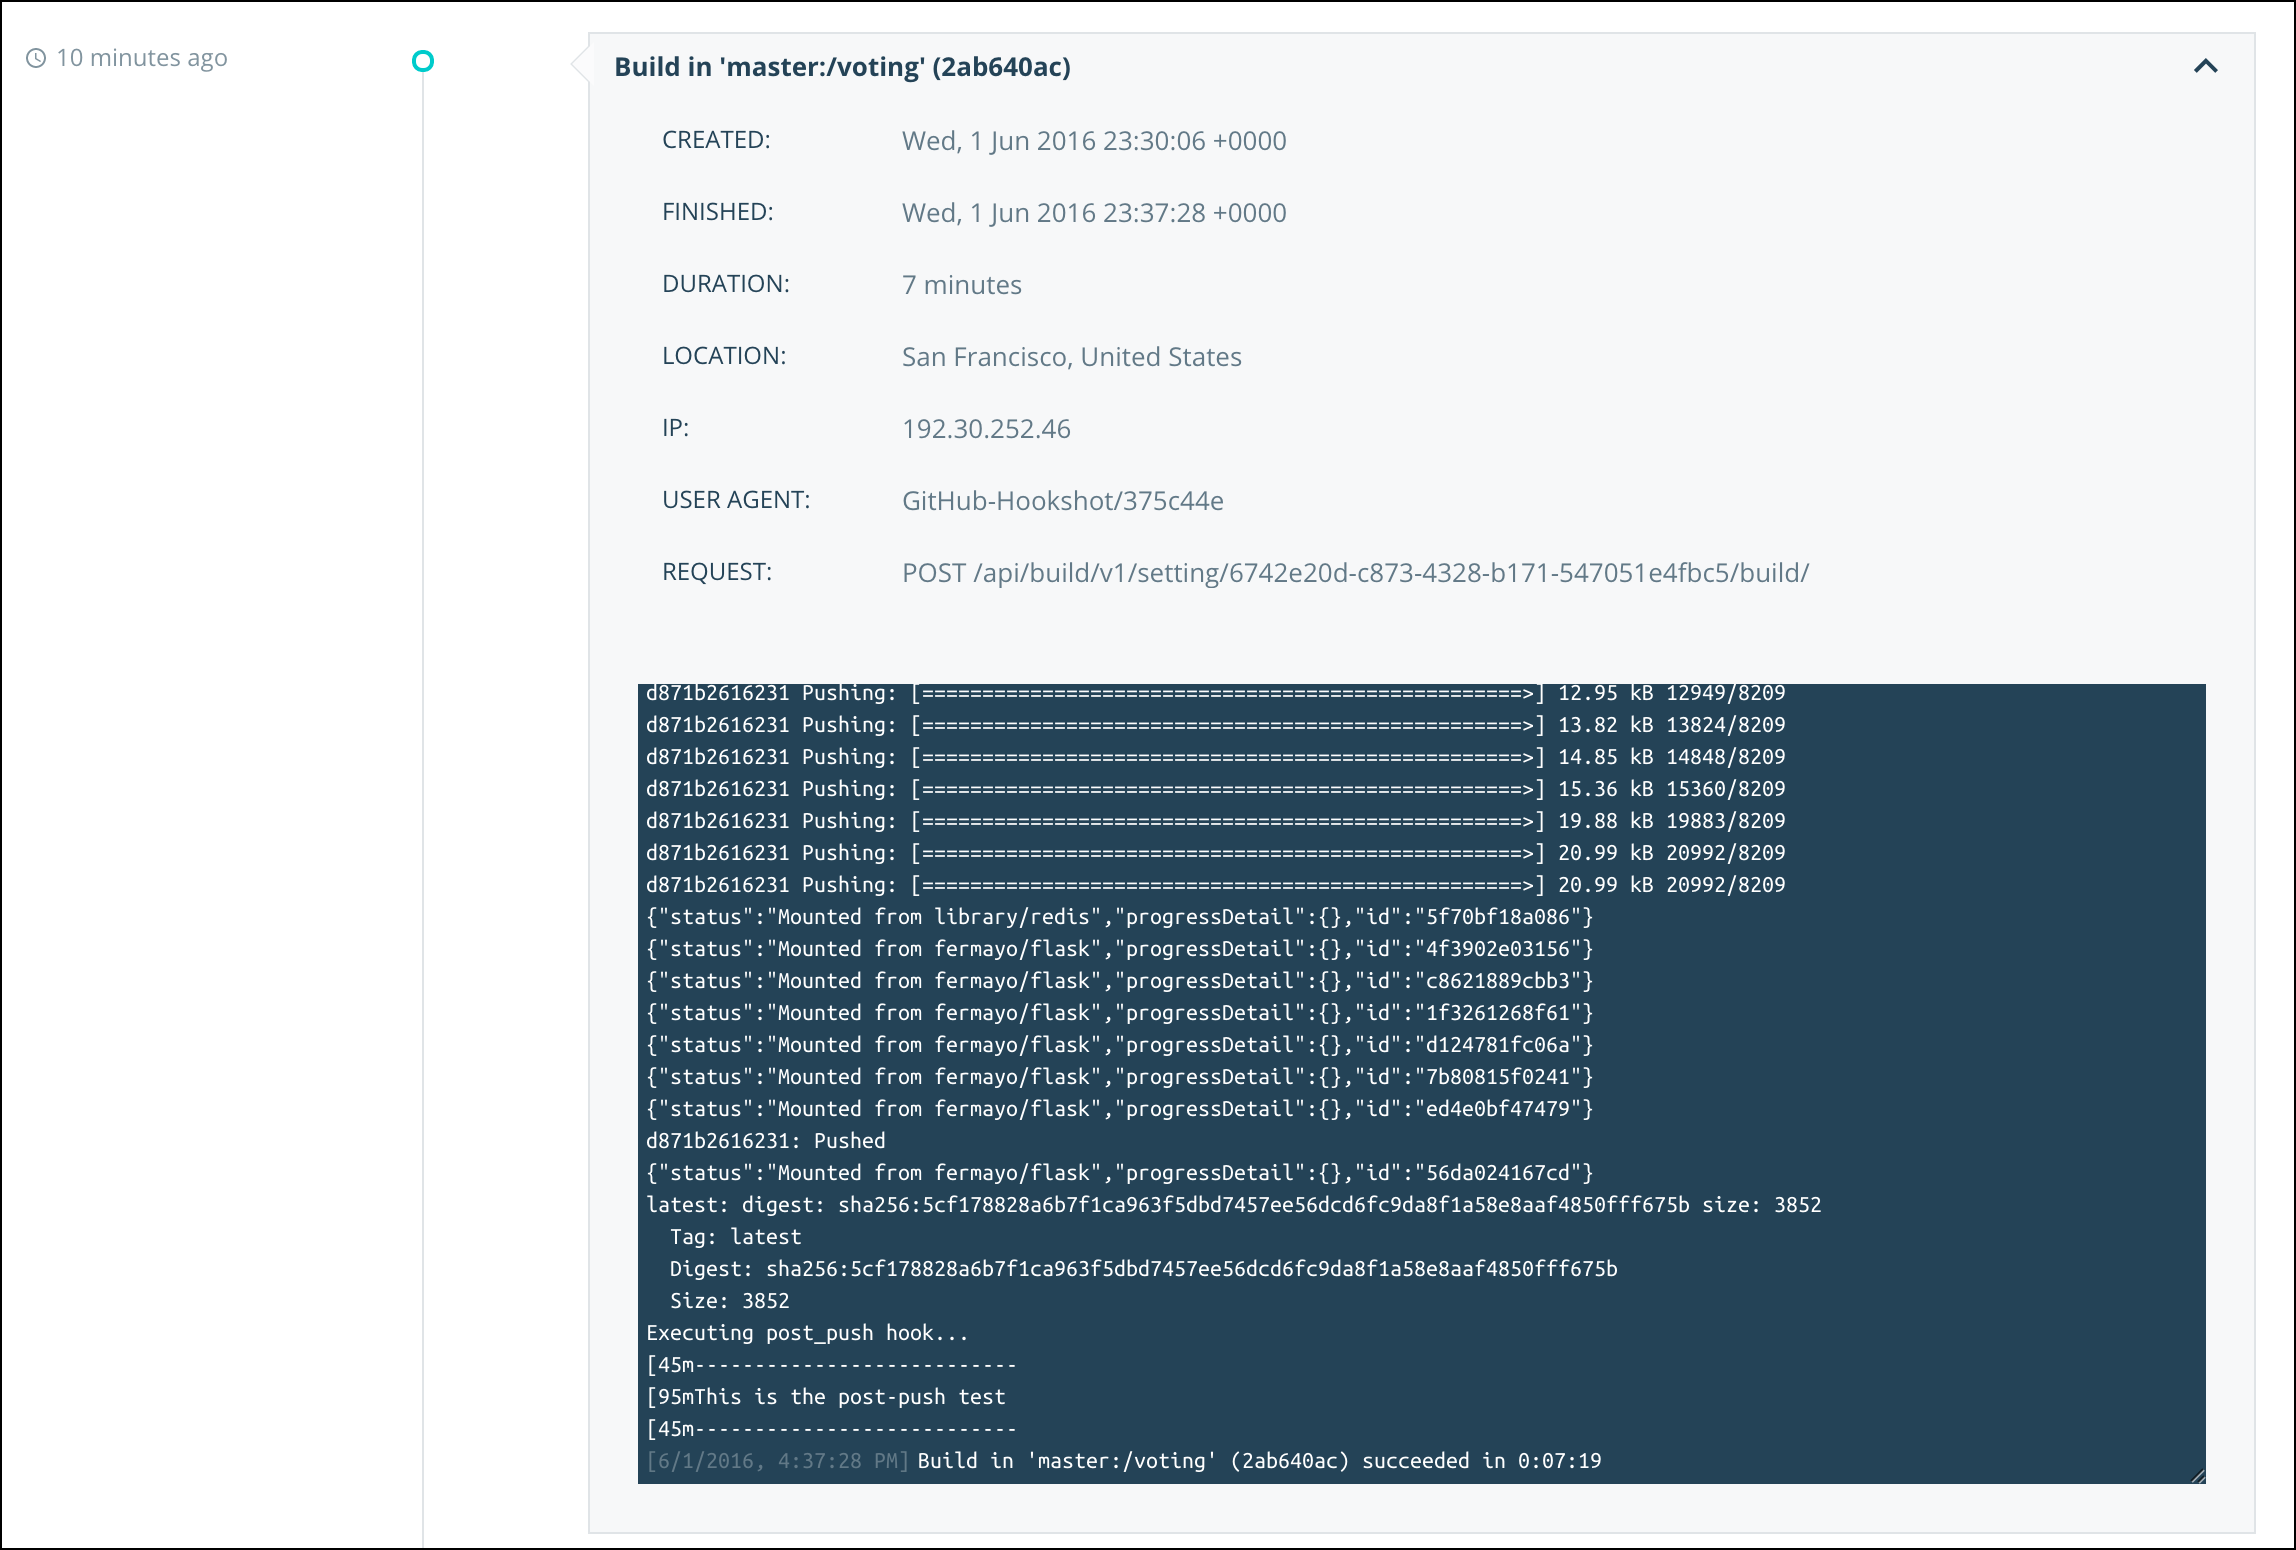 10 minutes ago
Build in 'master:/voting' (2ab640ac)
CREATED: Wed, 1 Jun 2016 23:30:06 +0000
FINISHED: Wed, 1 Jun 2016 23:37:28 +0000
DURATION: 7 minutes
LOCATION: San Francisco, United States
IP: 192.30.252.46
USER AGENT: GitHub-Hookshot/375c44e
REQUEST: POST /api/build/v1/setting/6742e20d-c873-4328-b171-547051e4fbc5/build/
d871b2616231 Pushing: [==================================================>] 12.95 kB 12949/8209
d871b2616231 Pushing: [==================================================>] 13.82 kB 13824/8209
d871b2616231 Pushing: [==================================================>] 14.85 kB 14848/8209
d871b2616231 Pushing: [==================================================>] 15.36 kB 15360/8209
d871b2616231 Pushing: [==================================================>] 19.88 kB 19883/8209
d871b2616231 Pushing: [==================================================>] 20.99 kB 20992/8209
d871b2616231 Pushing: [==================================================>] 20.99 kB 20992/8209
{"status":"Mounted from library/redis","progressDetail":{},"id":"5f70bf18a086"}
{"status":"Mounted from fermayo/flask","progressDetail":{},"id":"4f3902e03156"}
{"status":"Mounted from fermayo/flask","progressDetail":{},"id":"c8621889cbb3"}
{"status":"Mounted from fermayo/flask","progressDetail":{},"id":"1f3261268f61"}
{"status":"Mounted from fermayo/flask","progressDetail":{},"id":"d124781fc06a"}
{"status":"Mounted from fermayo/flask","progressDetail":{},"id":"7b80815f0241"}
{"status":"Mounted from fermayo/flask","progressDetail":{},"id":"ed4e0bf47479"}
d871b2616231: Pushed
{"status":"Mounted from fermayo/flask","progressDetail":{},"id":"56da024167cd"}
latest: digest: sha256:5cf178828a6b7f1ca963f5dbd7457ee56dcd6fc9da8f1a58e8aaf4850fff675b size: 3852
Tag: latest
Digest: sha256:5cf178828a6b7f1ca963f5dbd7457ee56dcd6fc9da8f1a58e8aaf4850fff675b
Size: 3852
Executing post_push hook...
[45m---------------------------
[95mThis is the post-push test
[45m---------------------------
[6/1/2016, 4:37:28 PM] Build in 'master:/voting' (2ab640ac) succeeded in 0:07:19